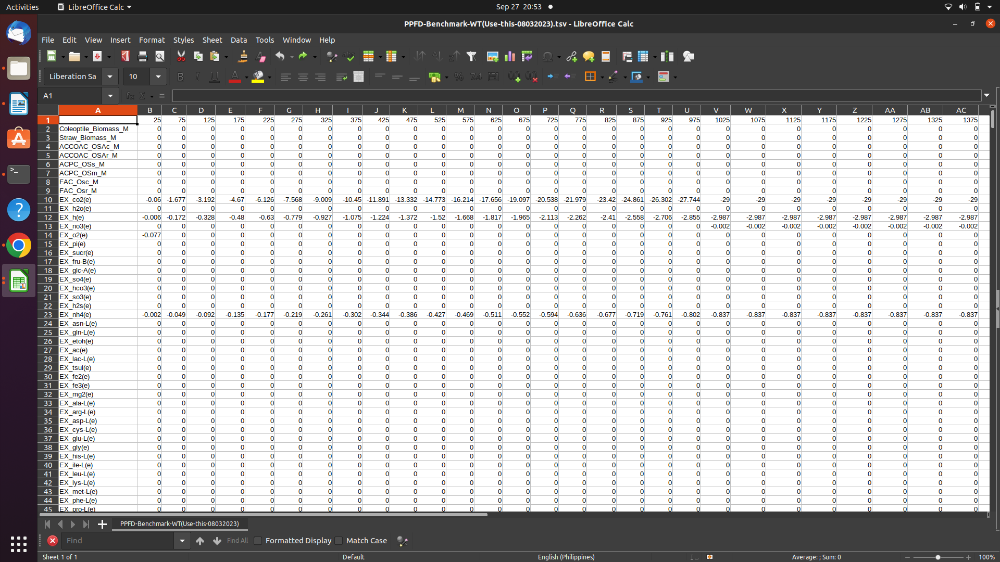 Activities LibreOffice Calc Sep 27 20:53
PPFD-Benchmark-WT(Use-this-08032023).tsv - LibreOffice Calc
File Edit View Insert Format Styles Sheet Data Tools Window Help
Liberation Sa 10
A1
A B C D E F G H I J K L M N O P Q R S T U V W X Y Z AA AB AC
1 25 75 125 175 225 275 325 375 425 475 525 575 625 675 725 775 825 875 925 975 1025 1075 1125 1175 1225 1275 1325 1375
2 Coleoptile_Biomass_M 0 0 0 0 0 0 0 0 0 0 0 0 0 0 0 0 0 0 0 0 0 0 0 0 0 0 0 0
3 Straw_Biomass_M 0 0 0 0 0 0 0 0 0 0 0 0 0 0 0 0 0 0 0 0 0 0 0 0 0 0 0 0
4 ACCOAC_OSAc_M 0 0 0 0 0 0 0 0 0 0 0 0 0 0 0 0 0 0 0 0 0 0 0 0 0 0 0 0
5 ACCOAC_OSAr_M 0 0 0 0 0 0 0 0 0 0 0 0 0 0 0 0 0 0 0 0 0 0 0 0 0 0 0 0
6 ACPC_OSs_M 0 0 0 0 0 0 0 0 0 0 0 0 0 0 0 0 0 0 0 0 0 0 0 0 0 0 0 0
7 ACPC_OSm_M 0 0 0 0 0 0 0 0 0 0 0 0 0 0 0 0 0 0 0 0 0 0 0 0 0 0 0 0
8 FAC_Osc_M 0 0 0 0 0 0 0 0 0 0 0 0 0 0 0 0 0 0 0 0 0 0 0 0 0 0 0 0
9 FAC_Osr_M 0 0 0 0 0 0 0 0 0 0 0 0 0 0 0 0 0 0 0 0 0 0 0 0 0 0 0 0
10 EX_co2(e) -0.06 -1.677 -3.192 -4.67 -6.126 -7.568 -9.009 -10.45 -11.891 -13.332 -14.773 -16.214 -17.656 -19.097 -20.538 -21.979 -23.42 -24.861 -26.302 -27.744 -29 -29 -29 -29 -29 -29 -29 -29
11 EX_h2o(e) 0 0 0 0 0 0 0 0 0 0 0 0 0 0 0 0 0 0 0 0 0 0 0 0 0 0 0 0
12 EX_h(e) -0.006 -0.172 -0.328 -0.48 -0.63 -0.779 -0.927 -1.075 -1.224 -1.372 -1.52 -1.668 -1.817 -1.965 -2.113 -2.262 -2.41 -2.558 -2.706 -2.855 -2.987 -2.987 -2.987 -2.987 -2.987 -2.987 -2.987 -2.987
13 EX_no3(e) 0 0 0 0 0 0 0 0 0 0 0 0 0 0 0 0 0 0 0 0 -0.002 -0.002 -0.002 -0.002 -0.002 -0.002 -0.002 -0.002
14 EX_o2(e) -0.077 0 0 0 0 0 0 0 0 0 0 0 0 0 0 0 0 0 0 0 0 0 0 0 0 0 0 0
15 EX_pi(e) 0 0 0 0 0 0 0 0 0 0 0 0 0 0 0 0 0 0 0 0 0 0 0 0 0 0 0 0
16 EX_sucr(e) 0 0 0 0 0 0 0 0 0 0 0 0 0 0 0 0 0 0 0 0 0 0 0 0 0 0 0 0
17 EX_fru-B(e) 0 0 0 0 0 0 0 0 0 0 0 0 0 0 0 0 0 0 0 0 0 0 0 0 0 0 0 0
18 EX_glc-A(e) 0 0 0 0 0 0 0 0 0 0 0 0 0 0 0 0 0 0 0 0 0 0 0 0 0 0 0 0
19 EX_so4(e) 0 0 0 0 0 0 0 0 0 0 0 0 0 0 0 0 0 0 0 0 0 0 0 0 0 0 0 0
20 EX_hco3(e) 0 0 0 0 0 0 0 0 0 0 0 0 0 0 0 0 0 0 0 0 0 0 0 0 0 0 0 0
21 EX_so3(e) 0 0 0 0 0 0 0 0 0 0 0 0 0 0 0 0 0 0 0 0 0 0 0 0 0 0 0 0
22 EX_h2s(e) 0 0 0 0 0 0 0 0 0 0 0 0 0 0 0 0 0 0 0 0 0 0 0 0 0 0 0 0
23 EX_nh4(e) -0.002 -0.049 -0.092 -0.135 -0.177 -0.219 -0.261 -0.302 -0.344 -0.386 -0.427 -0.469 -0.511 -0.552 -0.594 -0.636 -0.677 -0.719 -0.761 -0.802 -0.837 -0.837 -0.837 -0.837 -0.837 -0.837 -0.837 -0.837
24 EX_asn-L(e) 0 0 0 0 0 0 0 0 0 0 0 0 0 0 0 0 0 0 0 0 0 0 0 0 0 0 0 0
25 EX_gln-L(e) 0 0 0 0 0 0 0 0 0 0 0 0 0 0 0 0 0 0 0 0 0 0 0 0 0 0 0 0
26 EX_etoh(e) 0 0 0 0 0 0 0 0 0 0 0 0 0 0 0 0 0 0 0 0 0 0 0 0 0 0 0 0
27 EX_ac(e) 0 0 0 0 0 0 0 0 0 0 0 0 0 0 0 0 0 0 0 0 0 0 0 0 0 0 0 0
28 EX_lac-L(e) 0 0 0 0 0 0 0 0 0 0 0 0 0 0 0 0 0 0 0 0 0 0 0 0 0 0 0 0
29 EX_tsul(e) 0 0 0 0 0 0 0 0 0 0 0 0 0 0 0 0 0 0 0 0 0 0 0 0 0 0 0 0
30 EX_fe2(e) 0 0 0 0 0 0 0 0 0 0 0 0 0 0 0 0 0 0 0 0 0 0 0 0 0 0 0 0
31 EX_fe3(e) 0 0 0 0 0 0 0 0 0 0 0 0 0 0 0 0 0 0 0 0 0 0 0 0 0 0 0 0
32 EX_mg2(e) 0 0 0 0 0 0 0 0 0 0 0 0 0 0 0 0 0 0 0 0 0 0 0 0 0 0 0 0
33 EX_ala-L(e) 0 0 0 0 0 0 0 0 0 0 0 0 0 0 0 0 0 0 0 0 0 0 0 0 0 0 0 0
34 EX_arg-L(e) 0 0 0 0 0 0 0 0 0 0 0 0 0 0 0 0 0 0 0 0 0 0 0 0 0 0 0 0
35 EX_asp-L(e) 0 0 0 0 0 0 0 0 0 0 0 0 0 0 0 0 0 0 0 0 0 0 0 0 0 0 0 0
36 EX_cys-L(e) 0 0 0 0 0 0 0 0 0 0 0 0 0 0 0 0 0 0 0 0 0 0 0 0 0 0 0 0
37 EX_glu-L(e) 0 0 0 0 0 0 0 0 0 0 0 0 0 0 0 0 0 0 0 0 0 0 0 0 0 0 0 0
38 EX_gly(e) 0 0 0 0 0 0 0 0 0 0 0 0 0 0 0 0 0 0 0 0 0 0 0 0 0 0 0 0
39 EX_his-L(e) 0 0 0 0 0 0 0 0 0 0 0 0 0 0 0 0 0 0 0 0 0 0 0 0 0 0 0 0
40 EX_ile-L(e) 0 0 0 0 0 0 0 0 0 0 0 0 0 0 0 0 0 0 0 0 0 0 0 0 0 0 0 0
41 EX_leu-L(e) 0 0 0 0 0 0 0 0 0 0 0 0 0 0 0 0 0 0 0 0 0 0 0 0 0 0 0 0
42 EX_lys-L(e) 0 0 0 0 0 0 0 0 0 0 0 0 0 0 0 0 0 0 0 0 0 0 0 0 0 0 0 0
43 EX_met-L(e) 0 0 0 0 0 0 0 0 0 0 0 0 0 0 0 0 0 0 0 0 0 0 0 0 0 0 0 0
44 EX_phe-L(e) 0 0 0 0 0 0 0 0 0 0 0 0 0 0 0 0 0 0 0 0 0 0 0 0 0 0 0 0
45 EX_pro-L(e) 0 0 0 0 0 0 0 0 0 0 0 0 0 0 0 0 0 0 0 0 0 0 0 0 0 0 0 0
PPFD-Benchmark-WT(Use-this-08032023)
Find Find All Formatted Display Match Case
Sheet 1 of 1 Default English (Philippines) Average: ; Sum: 0 100%